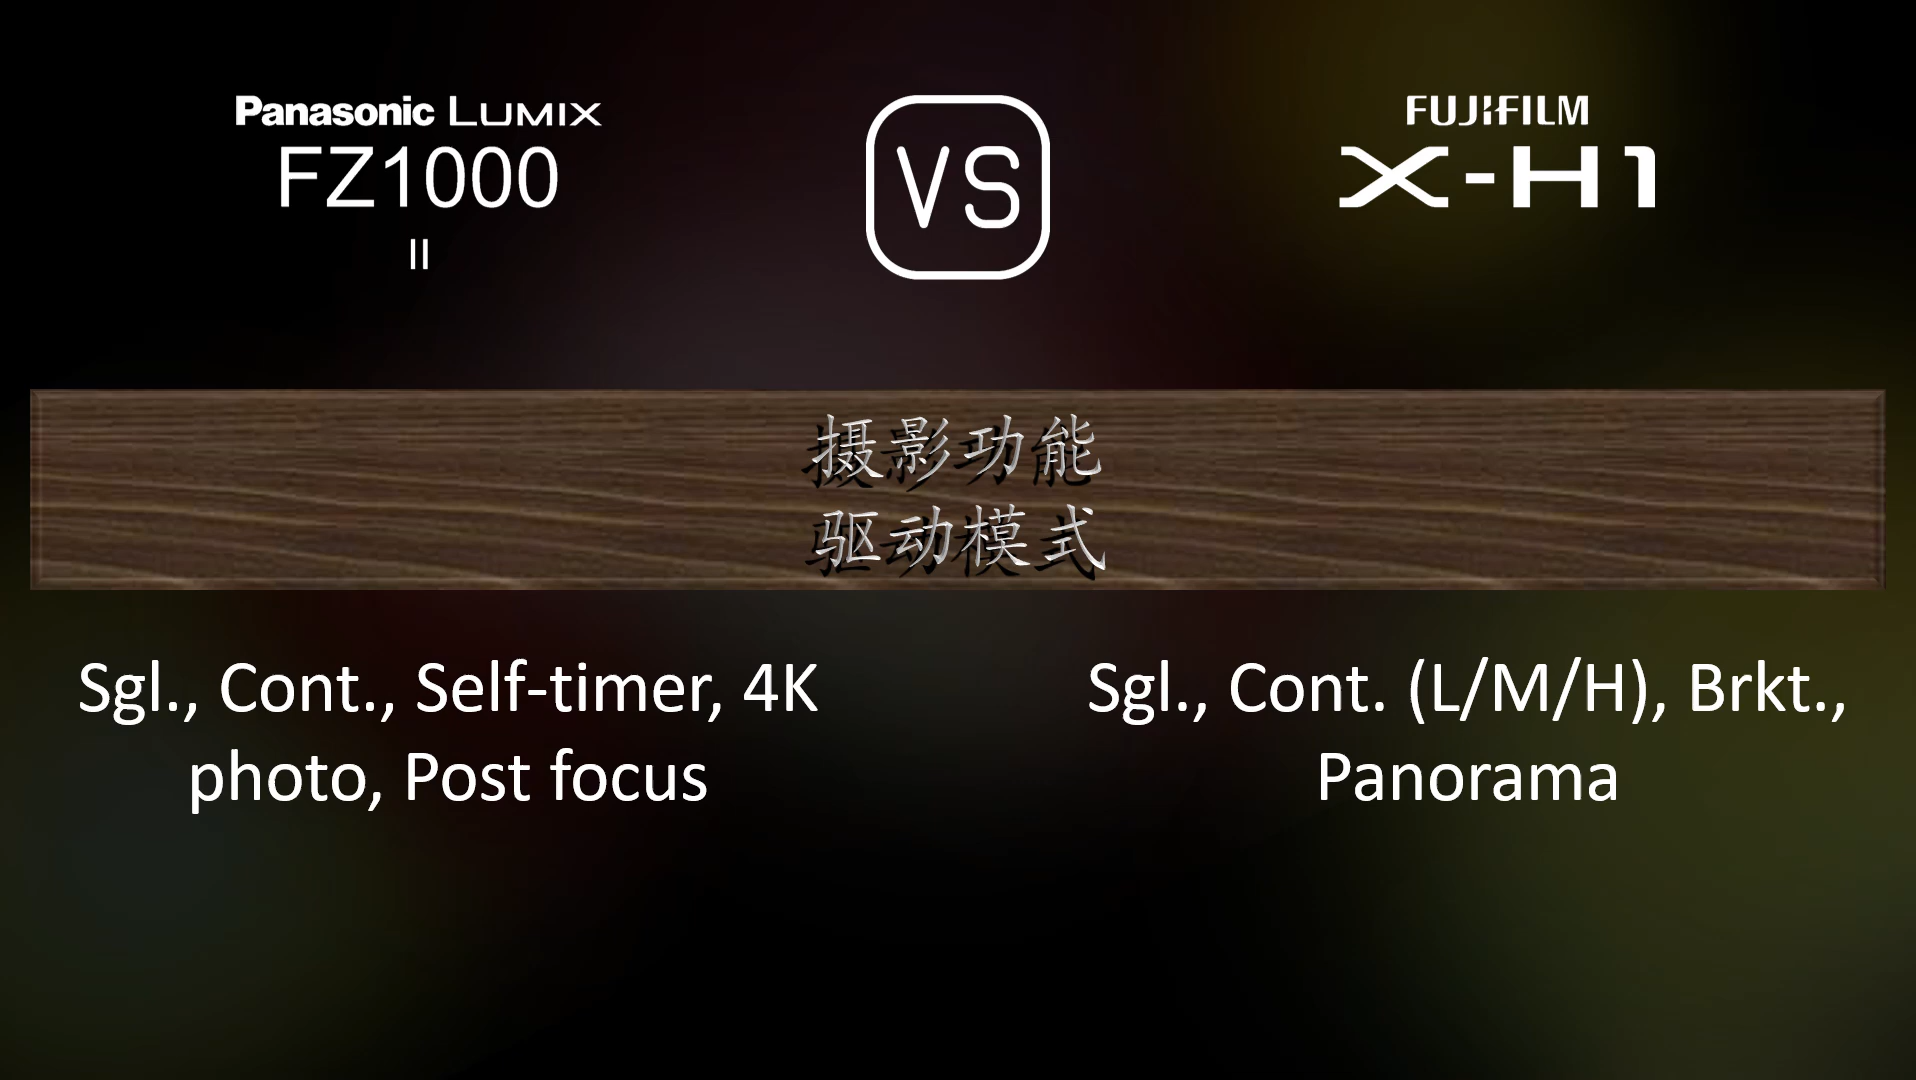 Panasonic LUMIX
FZ1000
II
VS
FUJIFILM
X-H1
摄影功能
驱动模式
Sgl., Cont., Self-timer, 4K
photo, Post focus
Sgl., Cont. (L/M/H), Brkt.,
Panorama